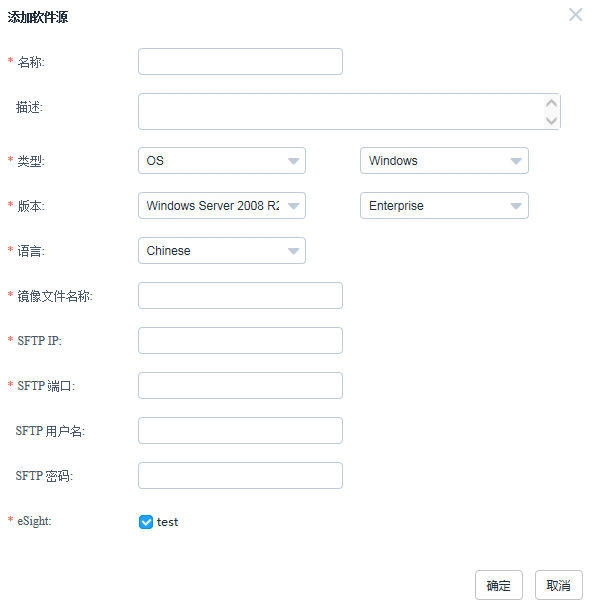 添加软件源
* 名称:
描述:
* 类型: OS Windows
* 版本: Windows Server 2008 R2 Enterprise
* 语言: Chinese
* 镜像文件名称:
* SFTP IP:
* SFTP 端口:
SFTP 用户名:
SFTP 密码:
* eSight: test
确定 取消